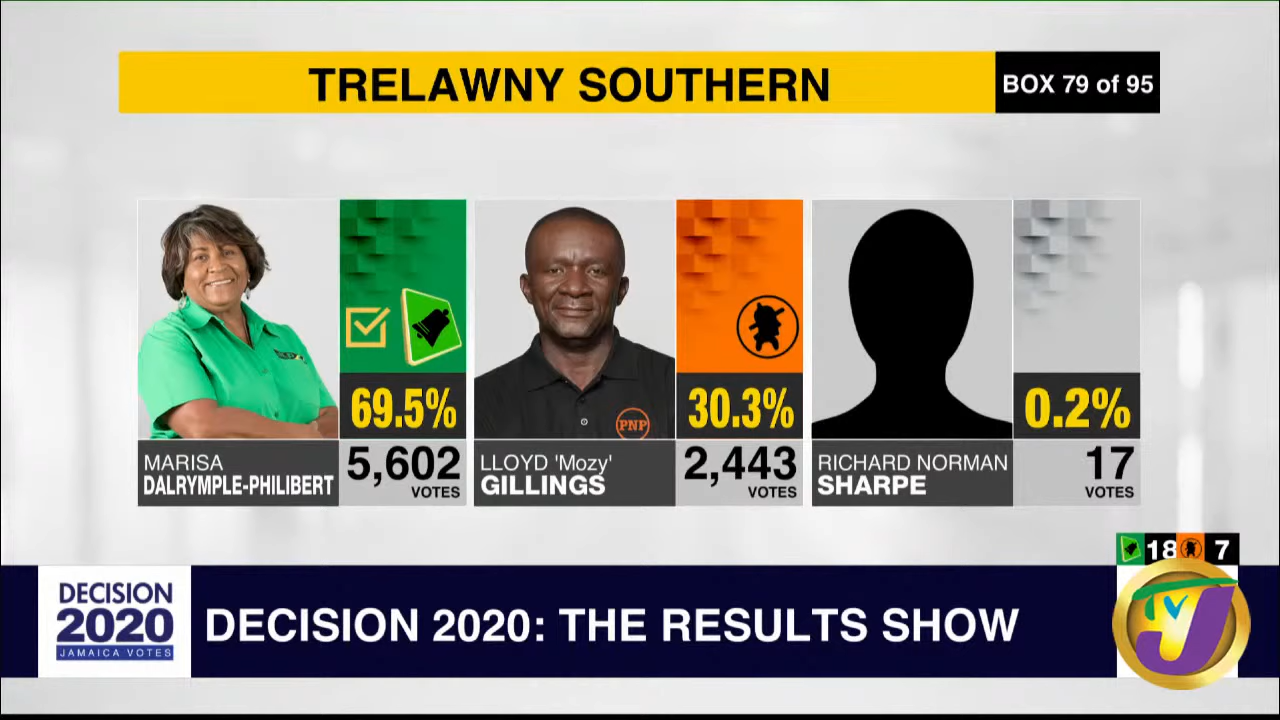 TRELAWNY SOUTHERN
BOX 79 of 95
69.5%
PNP
30.3%
0.2%
MARISA
DALRYMPLE-PHILIBERT
5,602
VOTES
LLOYD 'Mozy'
GILLINGS
2,443
VOTES
RICHARD NORMAN
SHARPE
17
VOTES
18
7
DECISION
2020
JAMAICA VOTES
DECISION 2020: THE RESULTS SHOW
TVJ